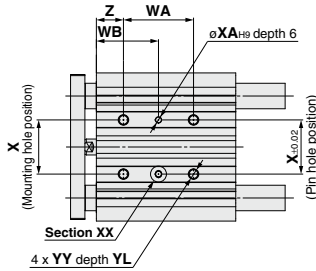 Z
WA
WB
øXAH9 depth 6
X
(Mounting hole position)
X±0.02
(Pin hole position)
Section XX
4 x YY depth YL